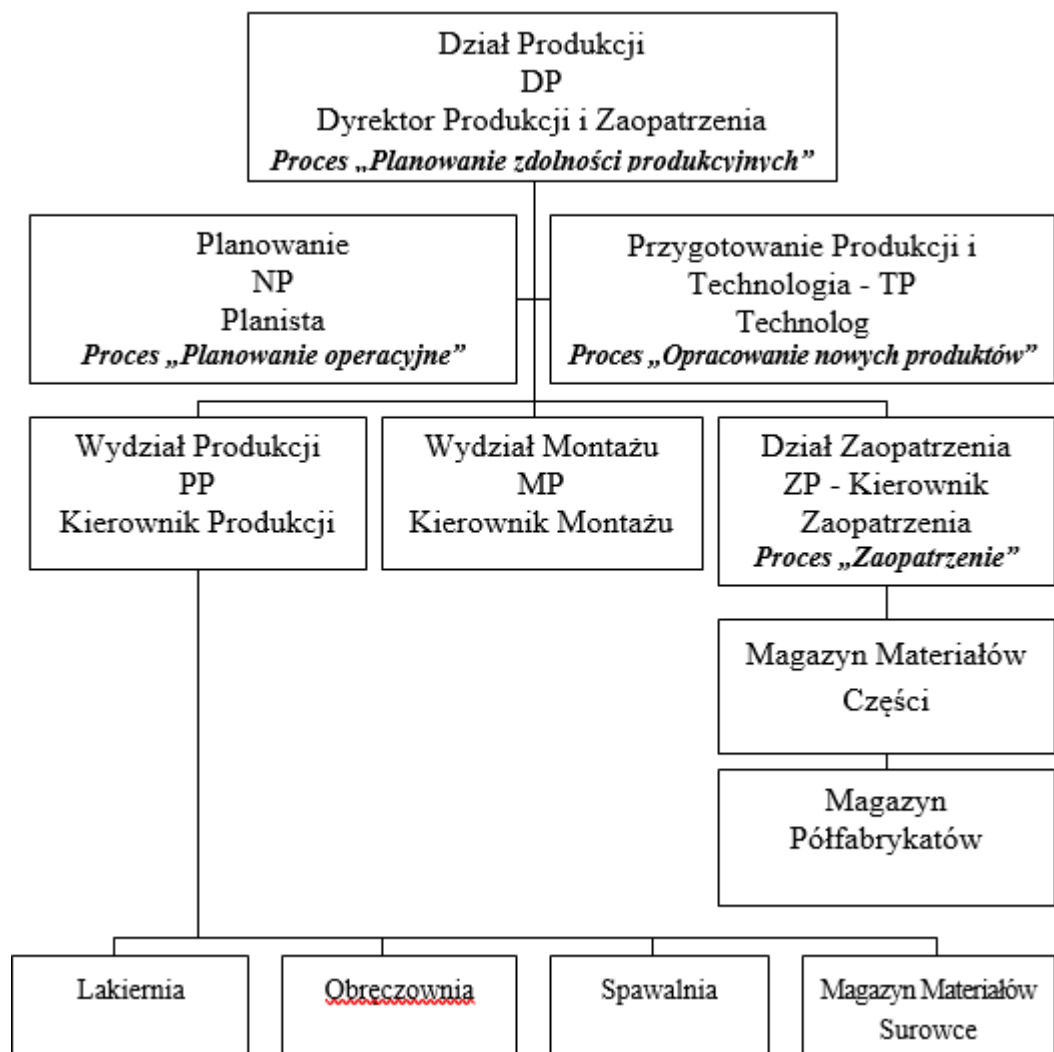 Dział Produkcji
DP
Dyrektor Produkcji i Zaopatrzenia
Proces „Planowanie zdolności produkcyjnych”
Planowanie
NP
Planista
Proces „Planowanie operacyjne”
Przygotowanie Produkcji i
Technologia - TP
Technolog
Proces „Opracowanie nowych produktów”
Wydział Produkcji
PP
Kierownik Produkcji
Wydział Montażu
MP
Kierownik Montażu
Dział Zaopatrzenia
ZP - Kierownik
Zaopatrzenia
Proces „Zaopatrzenie”
Magazyn Materiałów
Części
Magazyn
Półfabrykatów
Lakiernia
Obręczownia
Spawalnia
Magazyn Materiałów
Surowce